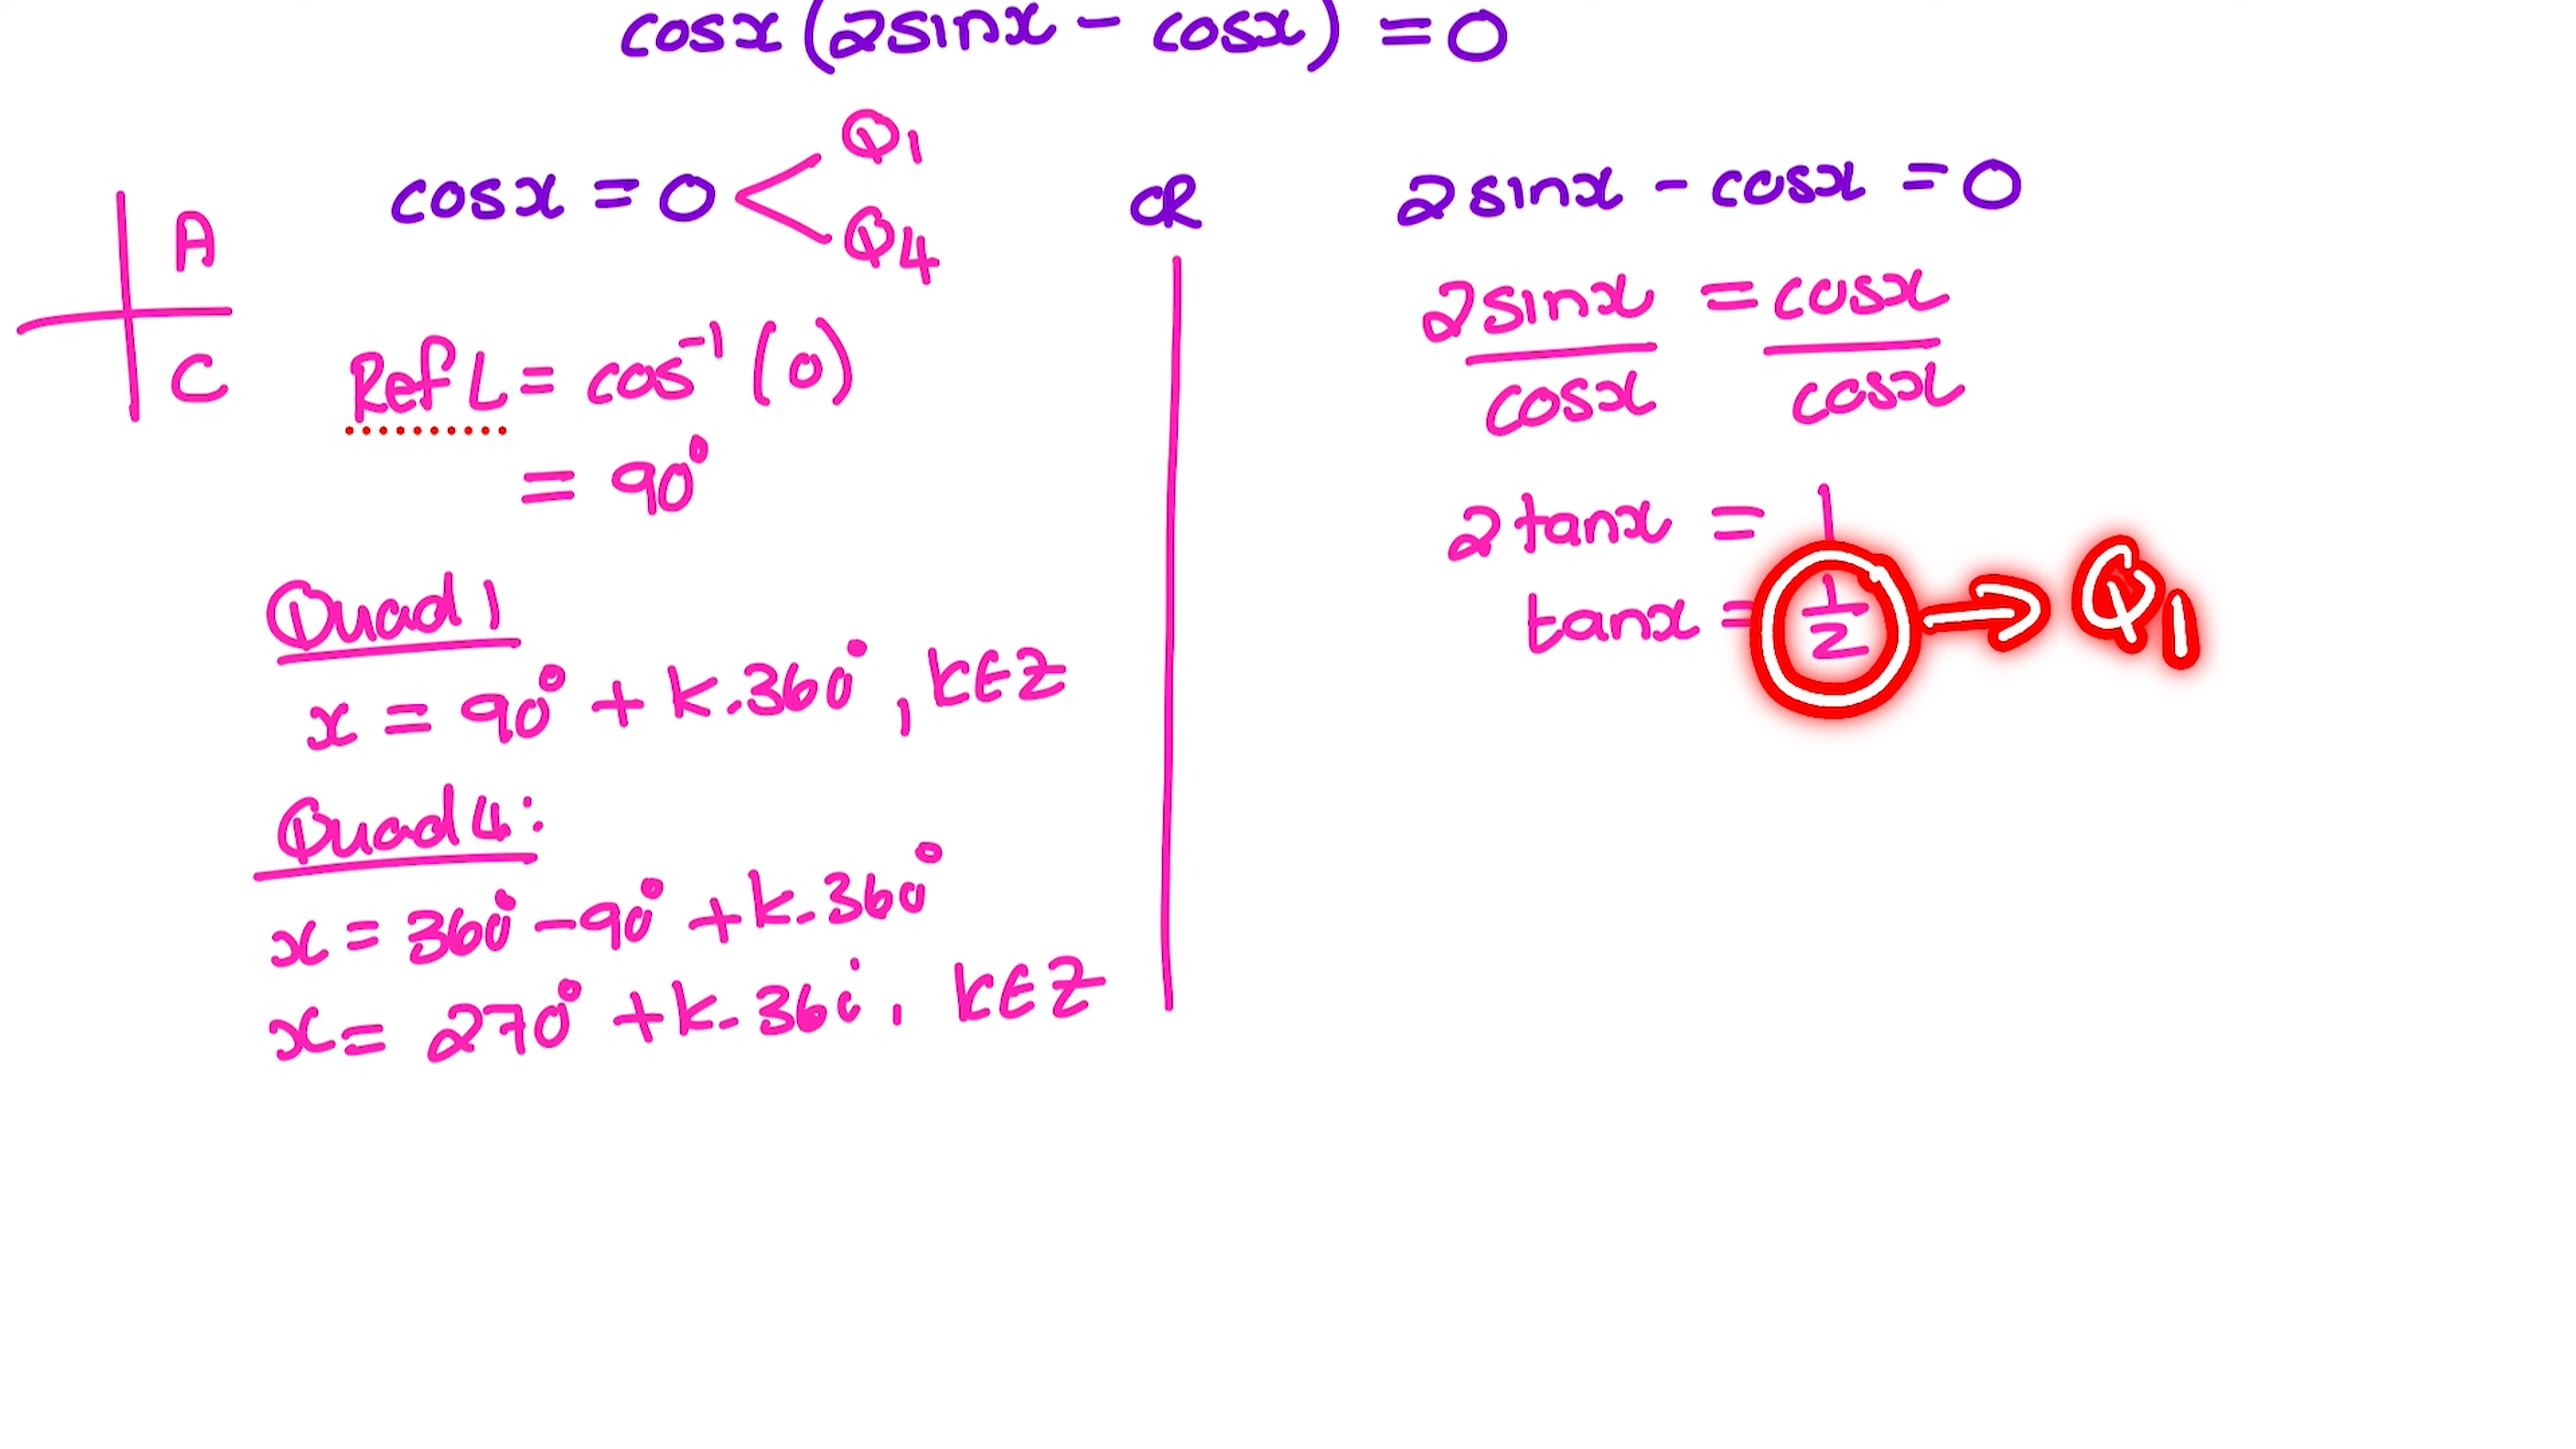 cosx(2sinx - cosx) = 0
cosx = 0
Q1
Q4
A
C
Ref L = cos⁻¹(0)
= 90°
Quad 1
x = 90° + k.360°, k∈Z
Quad 4:
x = 360° - 90° + k.360°
x = 270° + k.360°, k∈Z
OR
2sinx - cosx = 0
2sinx = cosx
cosx cosx
2tanx = 1
tanx = 1/2 → Q1